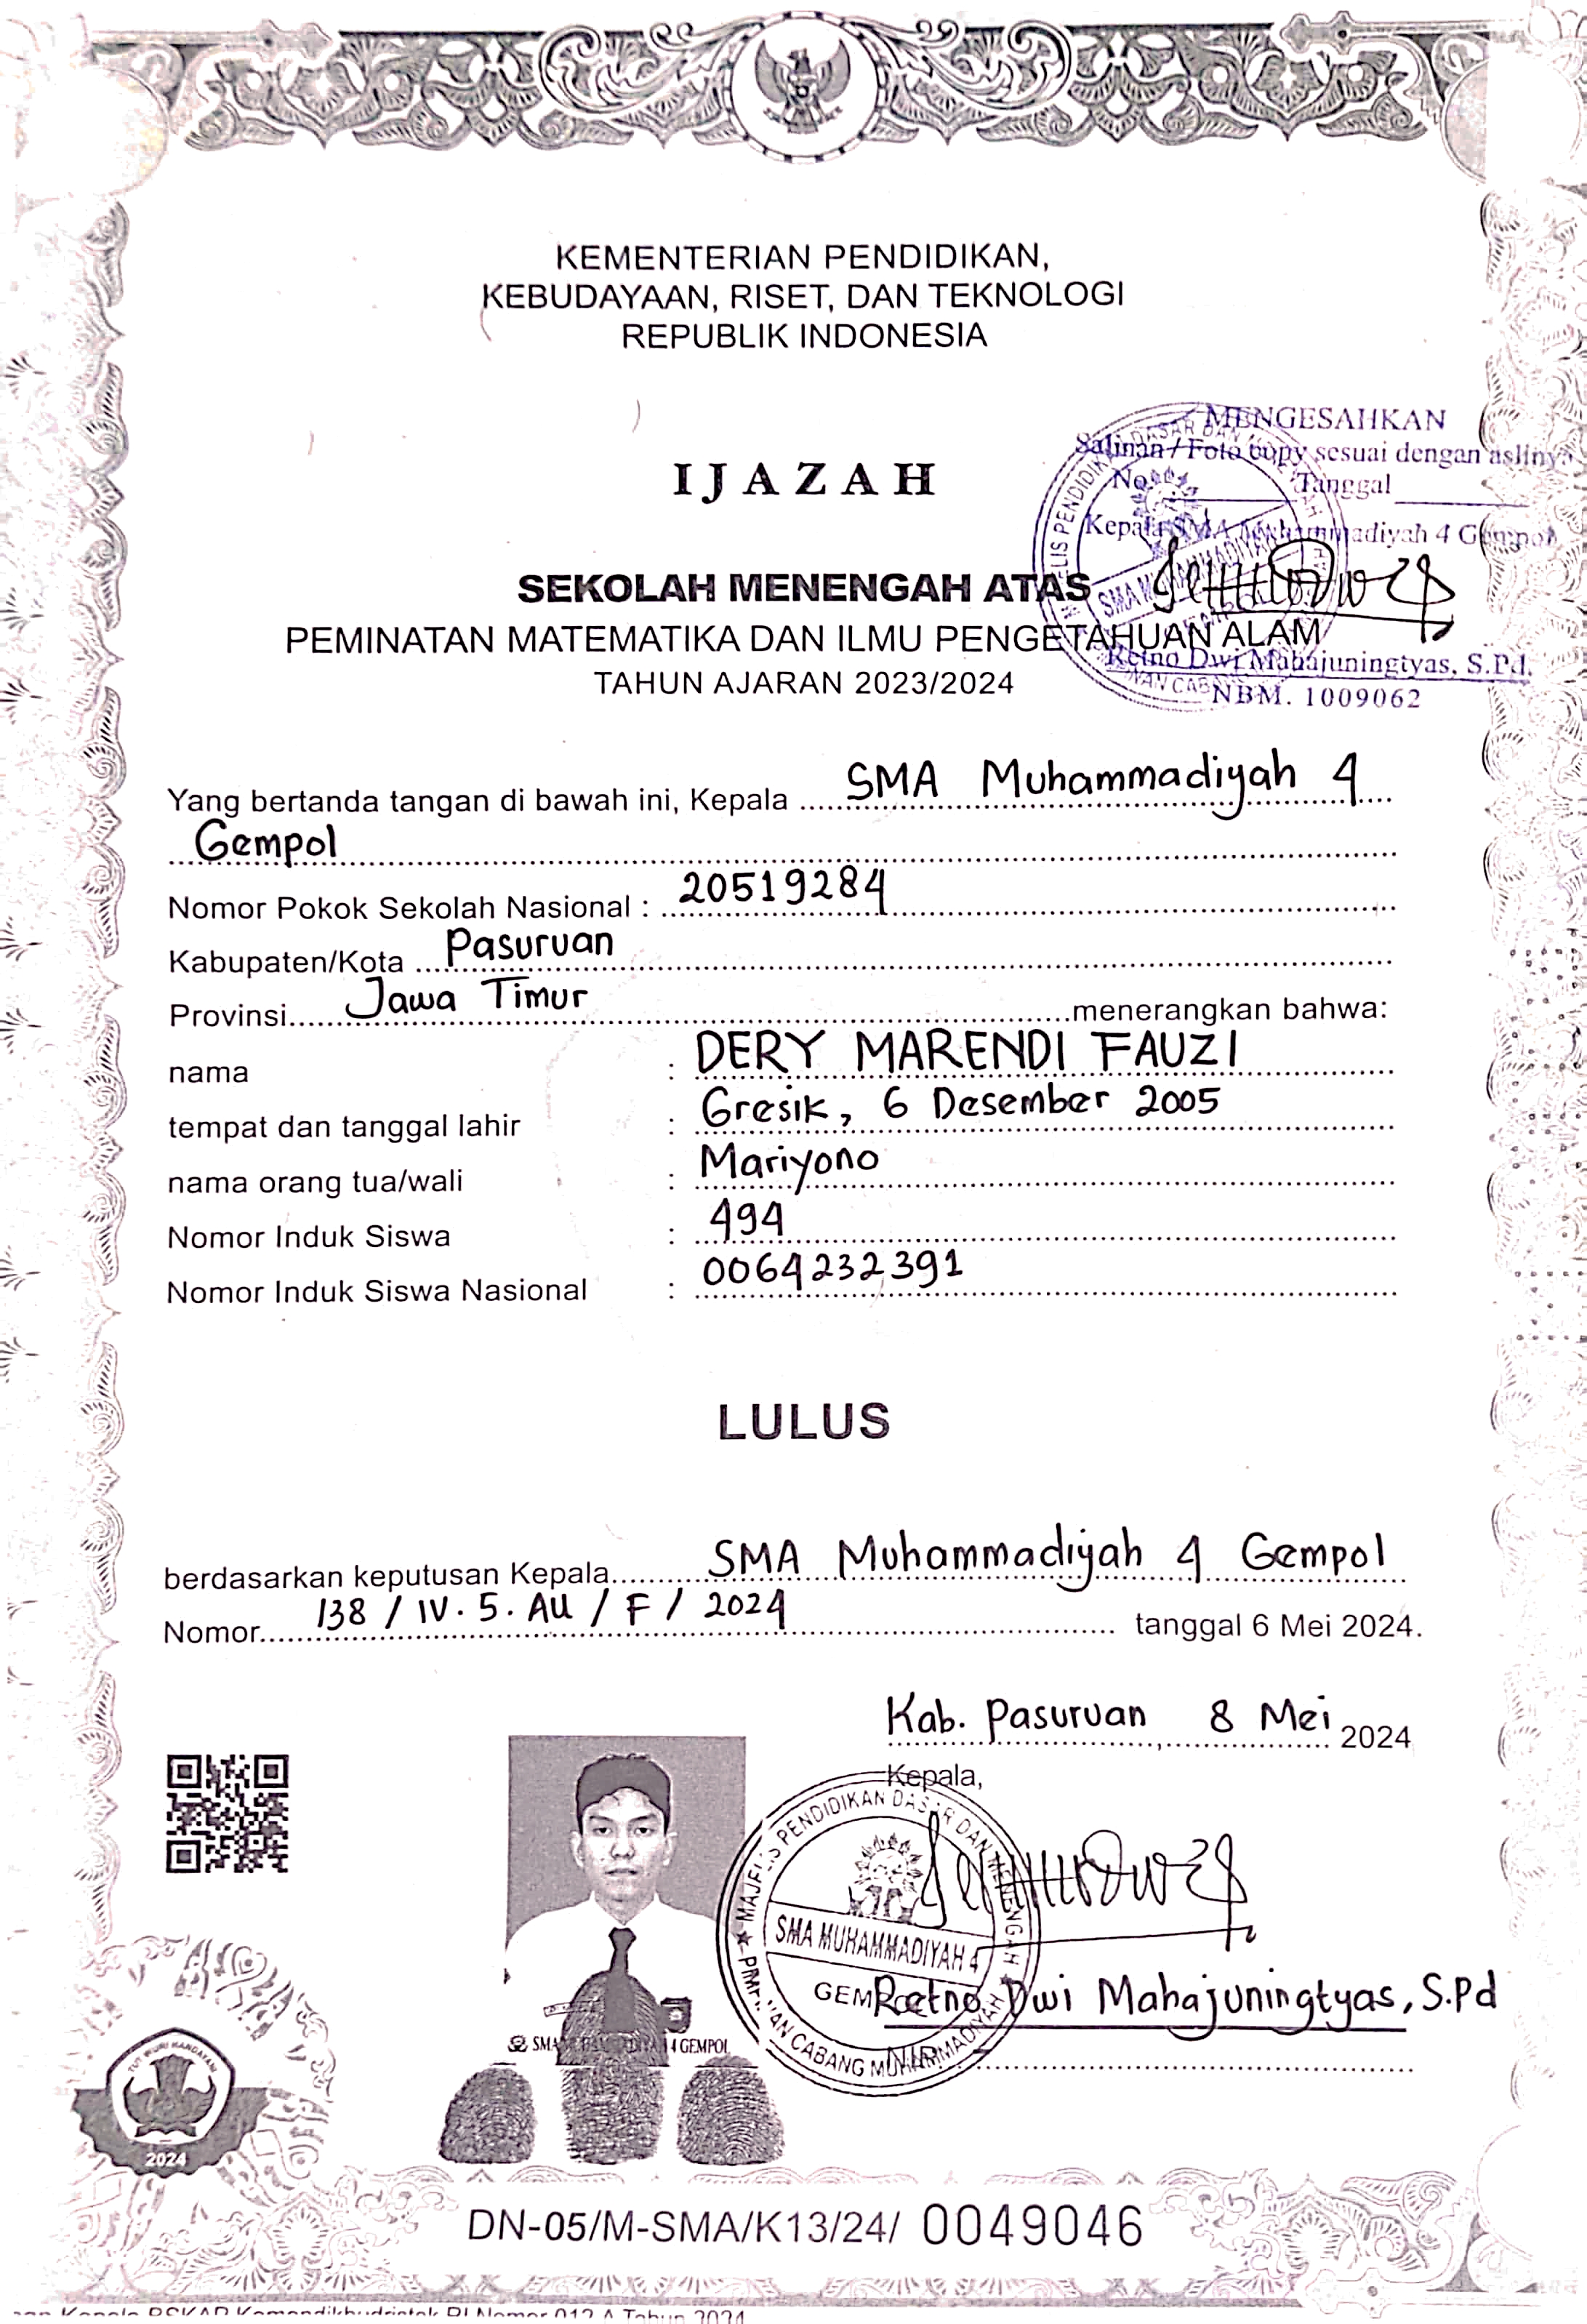 KEMENTERIAN PENDIDIKAN,
KEBUDAYAAN, RISET, DAN TEKNOLOGI
REPUBLIK INDONESIA
IJAZAH
MENGESAHKAN
Salinan / Foto copy sesuai dengan aslinya
No. Tanggal
Kepala SMA Muhammadiyah 4 Gempol
Retno Dwi Mahajuningtyas, S.Pd.
NBM. 1009062
SEKOLAH MENENGAH ATAS
PEMINATAN MATEMATIKA DAN ILMU PENGETAHUAN ALAM
TAHUN AJARAN 2023/2024
Yang bertanda tangan di bawah ini, Kepala SMA Muhammadiyah 4
Gempol
Nomor Pokok Sekolah Nasional : 20519284
Kabupaten/Kota Pasuruan
Provinsi Jawa Timur menerangkan bahwa:
nama : DERY MARENDI FAUZI
tempat dan tanggal lahir : Gresik, 6 Desember 2005
nama orang tua/wali : Mariyono
Nomor Induk Siswa : 494
Nomor Induk Siswa Nasional : 0064232391
LULUS
berdasarkan keputusan Kepala SMA Muhammadiyah 4 Gempol
Nomor 138 / IV.5.AU / F / 2024 tanggal 6 Mei 2024.
Kab. Pasuruan, 8 Mei 2024
Kepala,
MAJELIS PENDIDIKAN DASAR DAN MENENGAH
SMA MUHAMMADIYAH 4
GEMPOL
PIMPINAN CABANG MUHAMMADIYAH
Retno Dwi Mahajuningtyas, S.Pd
NIP.
SMA MUHAMMADIYAH 4 GEMPOL
TUT WURI HANDAYANI
2024
DN-05/M-SMA/K13/24/ 0049046
Kepala BSKAP Kemendikbudristek RI Nomor 012 A Tahun 2024